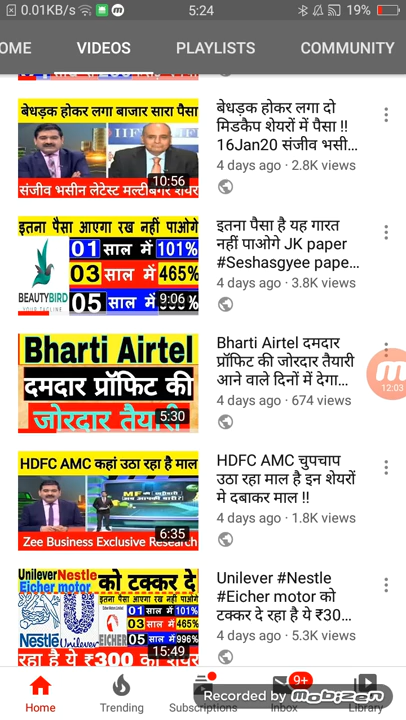 0.01KB/s
5:24
19%
OME
VIDEOS
PLAYLISTS
COMMUNITY
बेधड़क होकर लगा बाजार सारा पैसा
IIF
10:56
संजीव भसीन लेटेस्ट मल्टीबैगर शेयर
बेधड़क होकर लगा दो
मिडकैप शेयरों में पैसा !!
16Jan20 संजीव भसी...
4 days ago · 2.8K views
इतना पैसा आएगा रख नहीं पाओगे
01 साल में 101%
03 साल में 465%
05 साल में
BEAUTYBIRD
YOUR TAGLINE
9:06
इतना पैसा है यह गारत
नहीं पाओगे JK paper
#Seshasgyee pape...
4 days ago · 3.8K views
Bharti Airtel
दमदार प्रॉफिट की
जोरदार तैयारी
5:30
Bharti Airtel दमदार
प्रॉफिट की जोरदार तैयारी
आने वाले दिनों में देगा...
4 days ago · 674 views
12:03
HDFC AMC कहां उठा रहा है माल
6:35
Zee Business Exclusive Research
HDFC AMC चुपचाप
उठा रहा माल है इन शेयरों
मे दबाकर माल !!
4 days ago · 1.8K views
Unilever Nestle
Eicher motor
को टक्कर दे
इतना पैसा आएगा रख नहीं पाओगे
01 साल में 101%
03 साल में 465%
05 साल में 996%
Nestle
Unilever
EICHER
15:49
रहा है ये ₹300 का शेयर
Unilever #Nestle
#Eicher motor को
टक्कर दे रहा है ये ₹30...
4 days ago · 5.3K views
9+
Home
Trending
Subscriptions
Inbox
Library
Recorded by mobizen